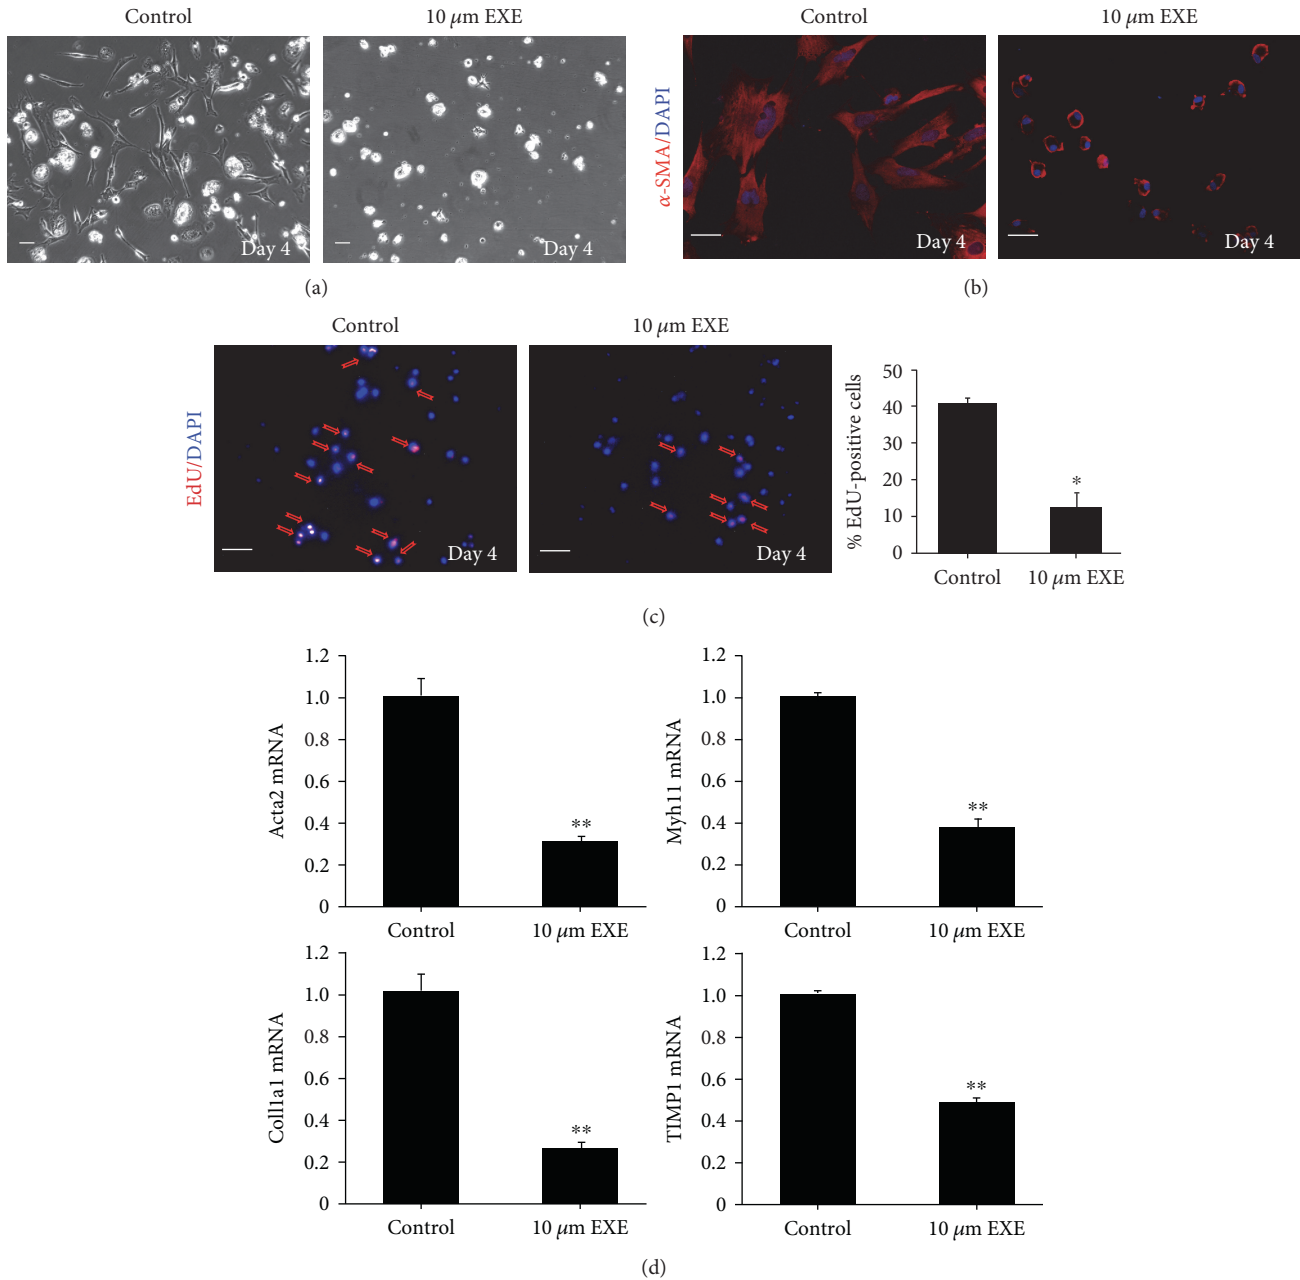 Control
10 μm EXE
Day 4
Day 4
(a)
Control
10 μm EXE
α-SMA/DAPI
Day 4
Day 4
(b)
Control
10 μm EXE
EdU/DAPI
Day 4
Day 4
% EdU-positive cells
50
40
30
20
10
0
*
Control
10 μm EXE
(c)
Acta2 mRNA
1.2
1.0
0.8
0.6
0.4
0.2
0
**
Control
10 μm EXE
Myh11 mRNA
1.2
1.0
0.8
0.6
0.4
0.2
0
**
Control
10 μm EXE
Coll1a1 mRNA
1.2
1.0
0.8
0.6
0.4
0.2
0
**
Control
10 μm EXE
TIMP1 mRNA
1.2
1.0
0.8
0.6
0.4
0.2
0
**
Control
10 μm EXE
(d)